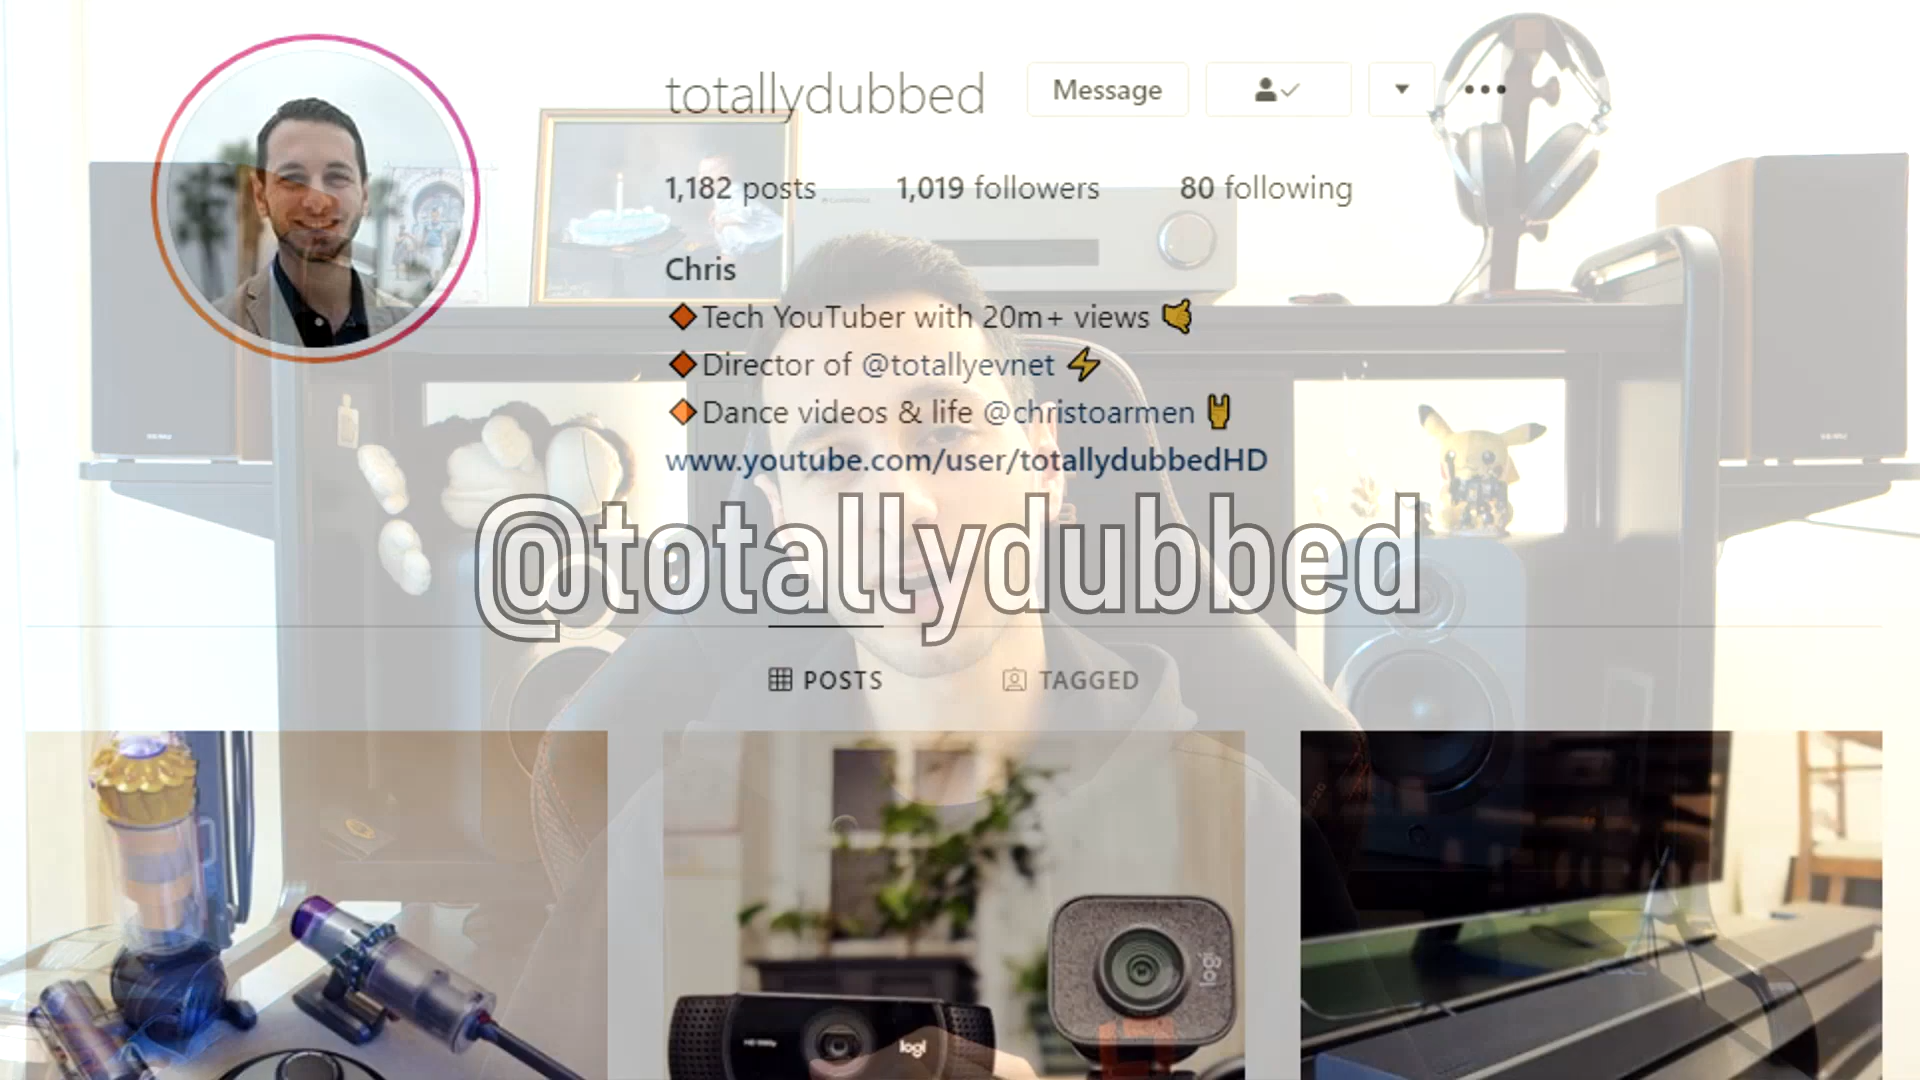 totallydubbed Message
1,182 posts 1,019 followers 80 following
Chris
🔶Tech YouTuber with 20m+ views 🤙
🔶Director of @totallyevnet ⚡
🔸Dance videos & life @christoarmen 🤘
www.youtube.com/user/totallydubbedHD
@totallydubbed
POSTS TAGGED
logi
logi